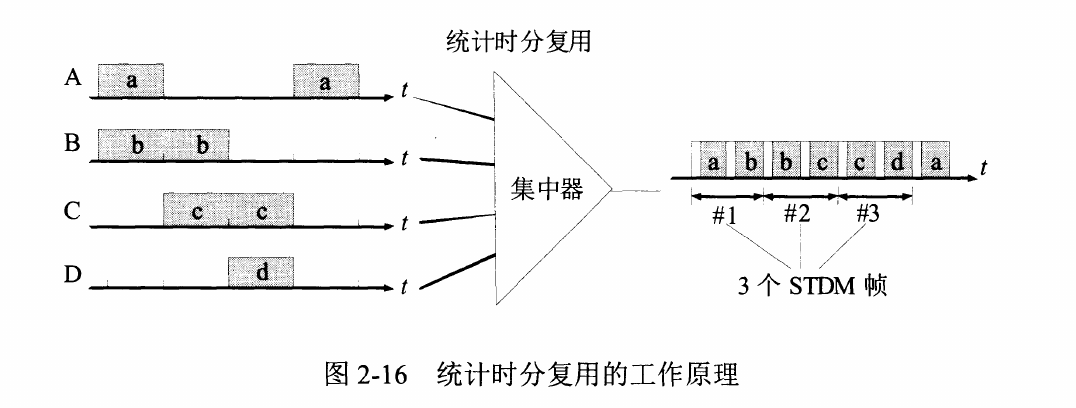 统计时分复用
A a a t
B b b t
C c c t
D d t
集中器
a b b c c d a t
#1 #2 #3
3 个 STDM 帧
图 2-16 统计时分复用的工作原理